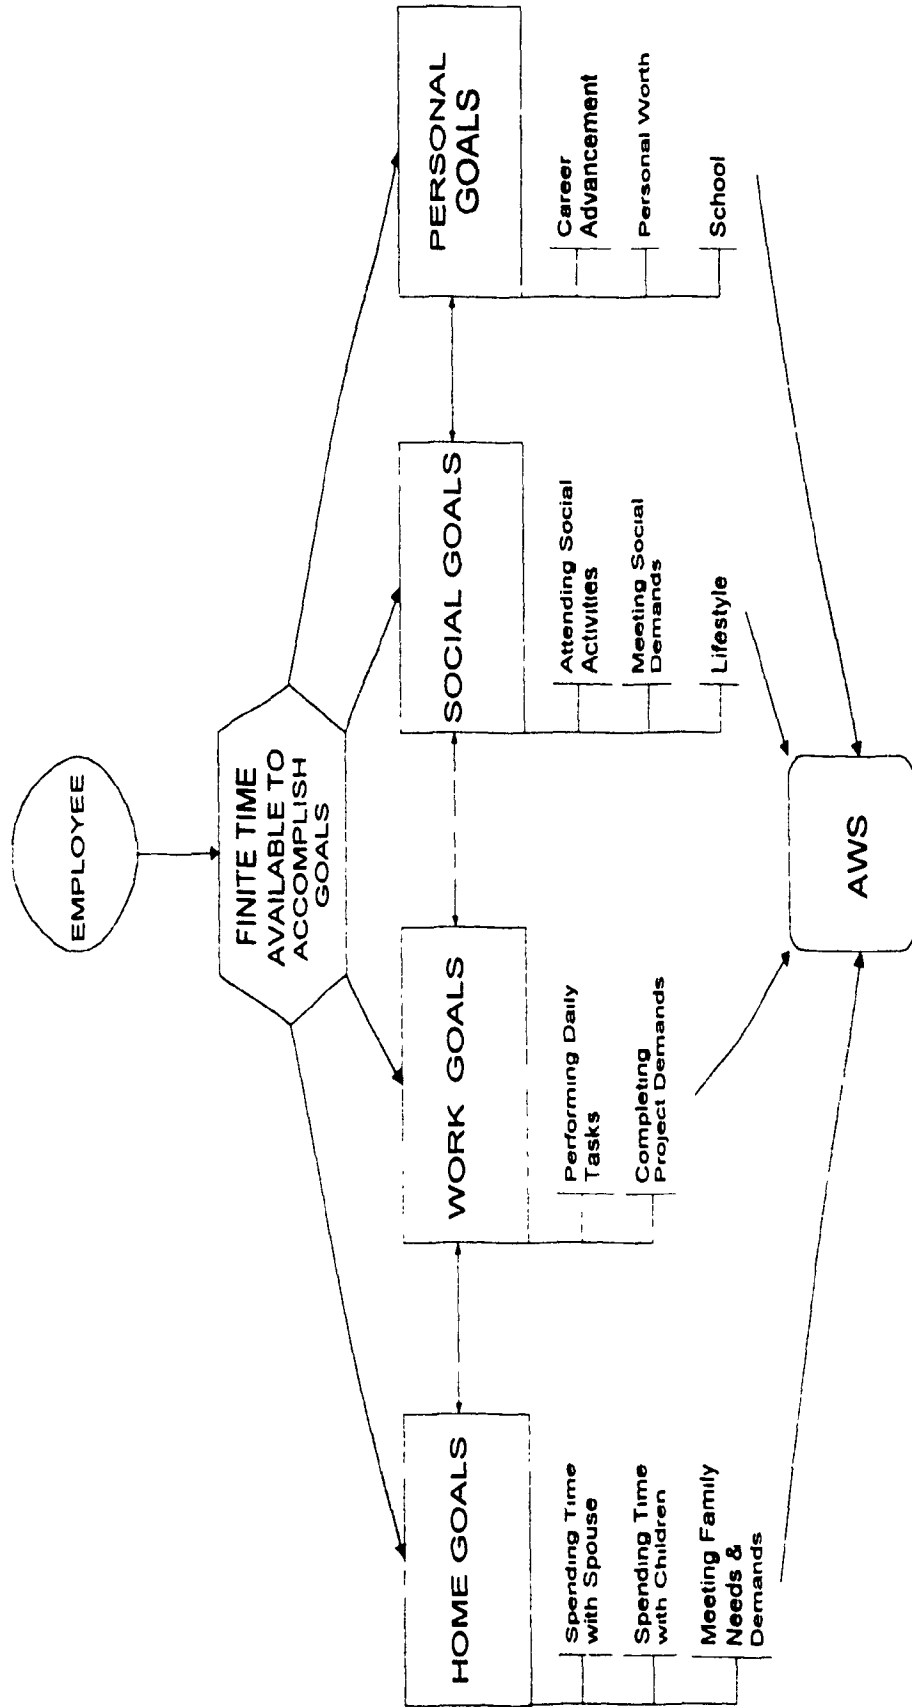 EMPLOYEE
FINITE TIME
AVAILABLE TO
ACCOMPLISH
GOALS
HOME GOALS
Spending Time
with Spouse
Spending Time
with Children
Meeting Family
Needs &
Demands
WORK GOALS
Performing Daily
Tasks
Completing
Project Demands
SOCIAL GOALS
Attending Social
Activities
Meeting Social
Demands
Lifestyle
PERSONAL
GOALS
Career
Advancement
Personal Worth
School
AWS